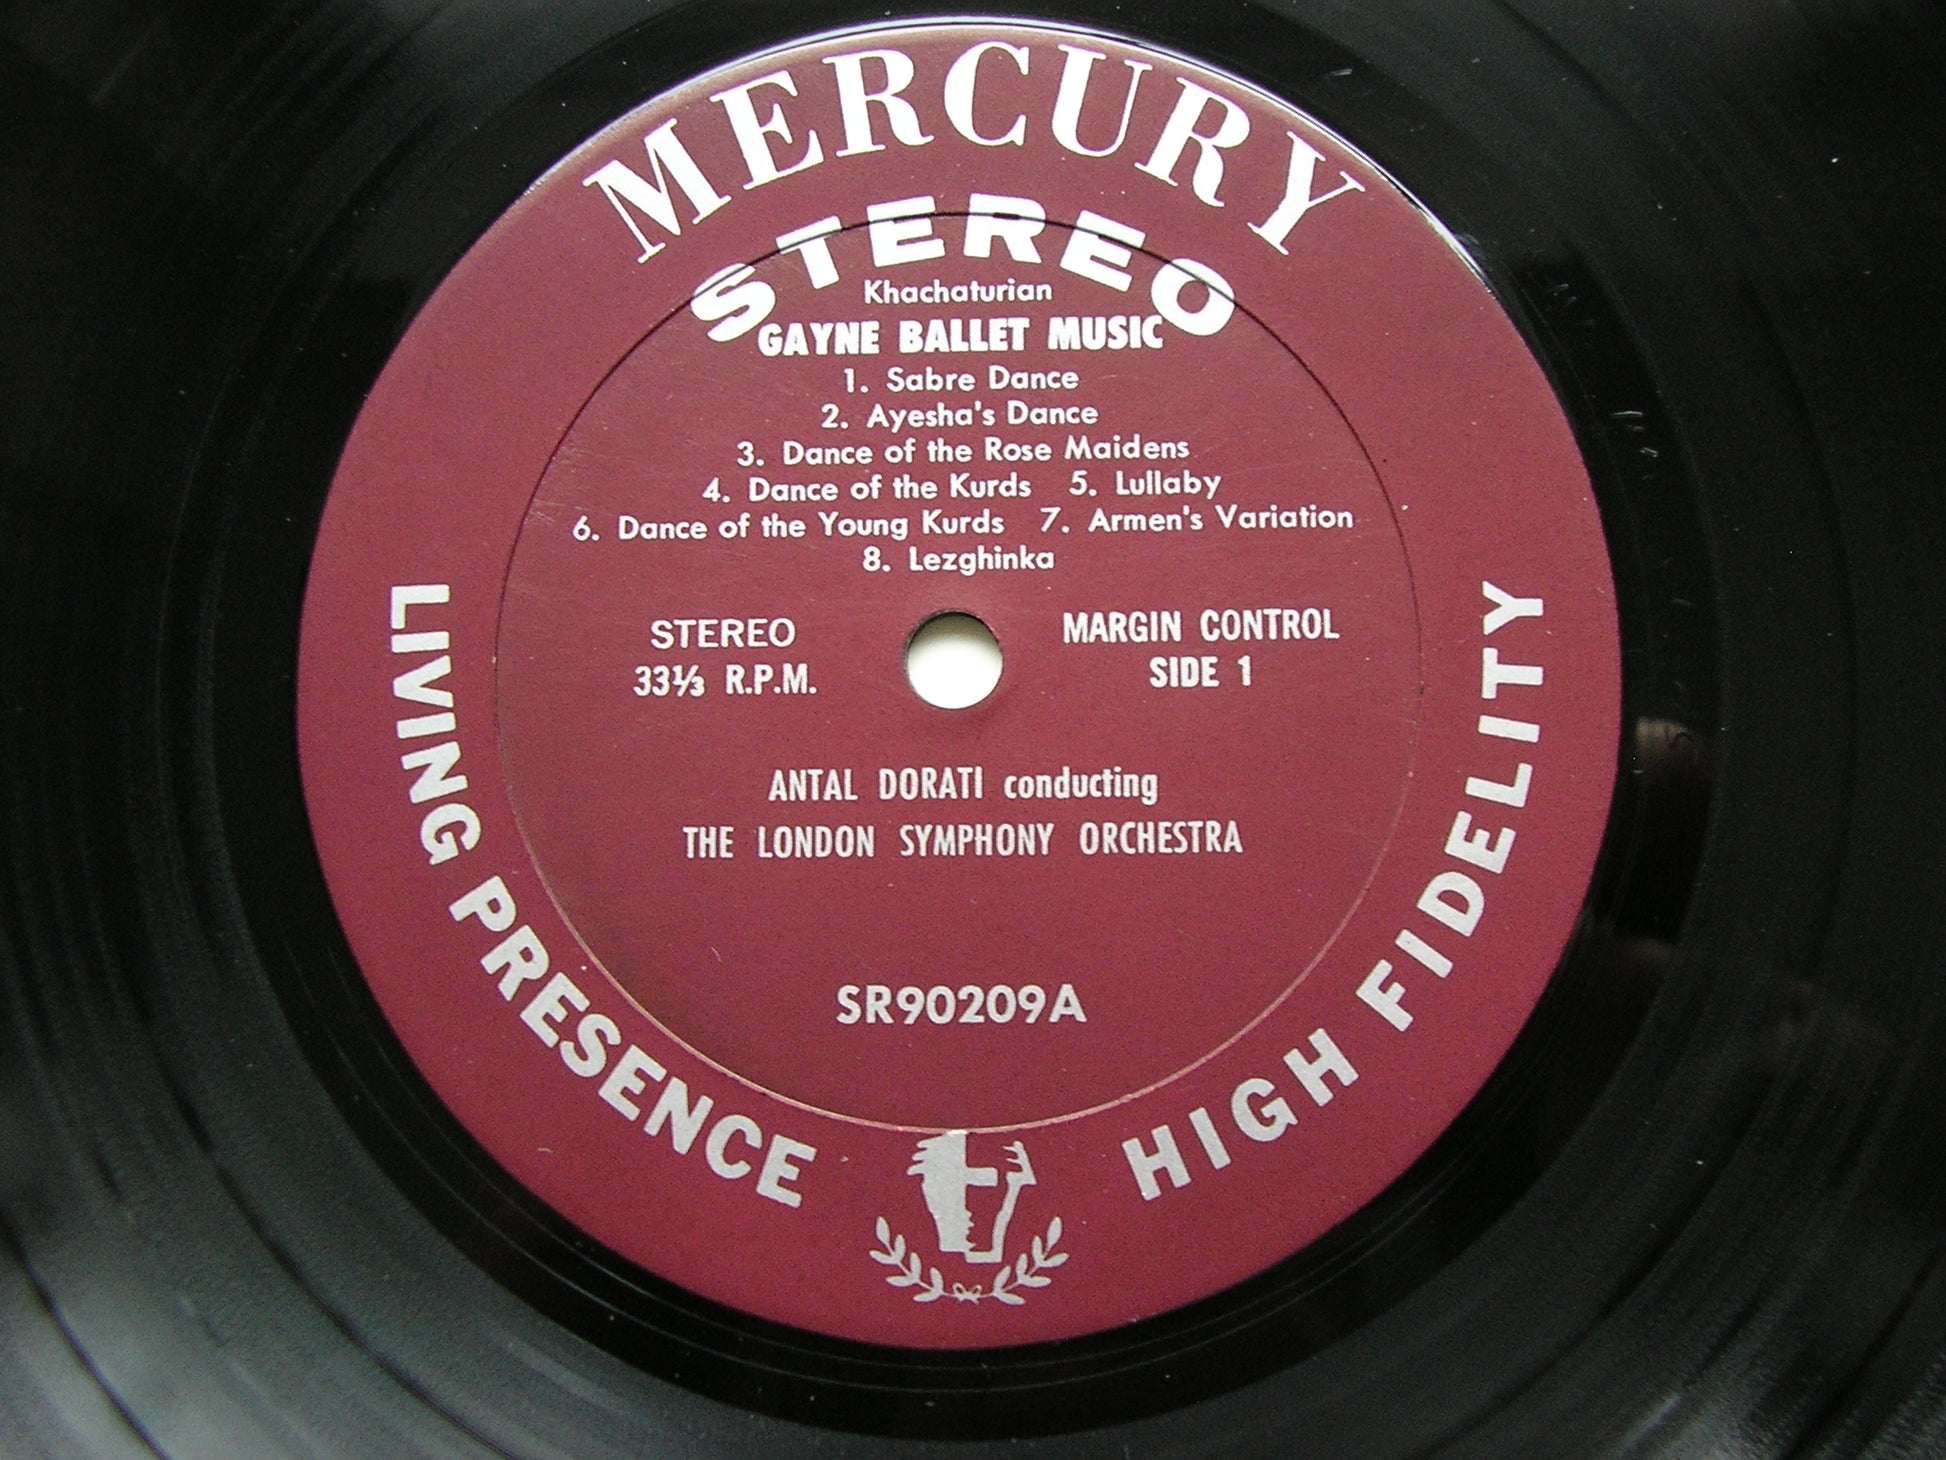 MERCURY
STEREO
Khachaturian
GAYNE BALLET MUSIC
1. Sabre Dance
2. Ayesha's Dance
3. Dance of the Rose Maidens
4. Dance of the Kurds 5. Lullaby
6. Dance of the Young Kurds 7. Armen's Variation
8. Lezghinka
STEREO
33⅓ R.P.M.
MARGIN CONTROL
SIDE 1
ANTAL DORATI conducting
THE LONDON SYMPHONY ORCHESTRA
SR90209A
LIVING PRESENCE
HIGH FIDELITY